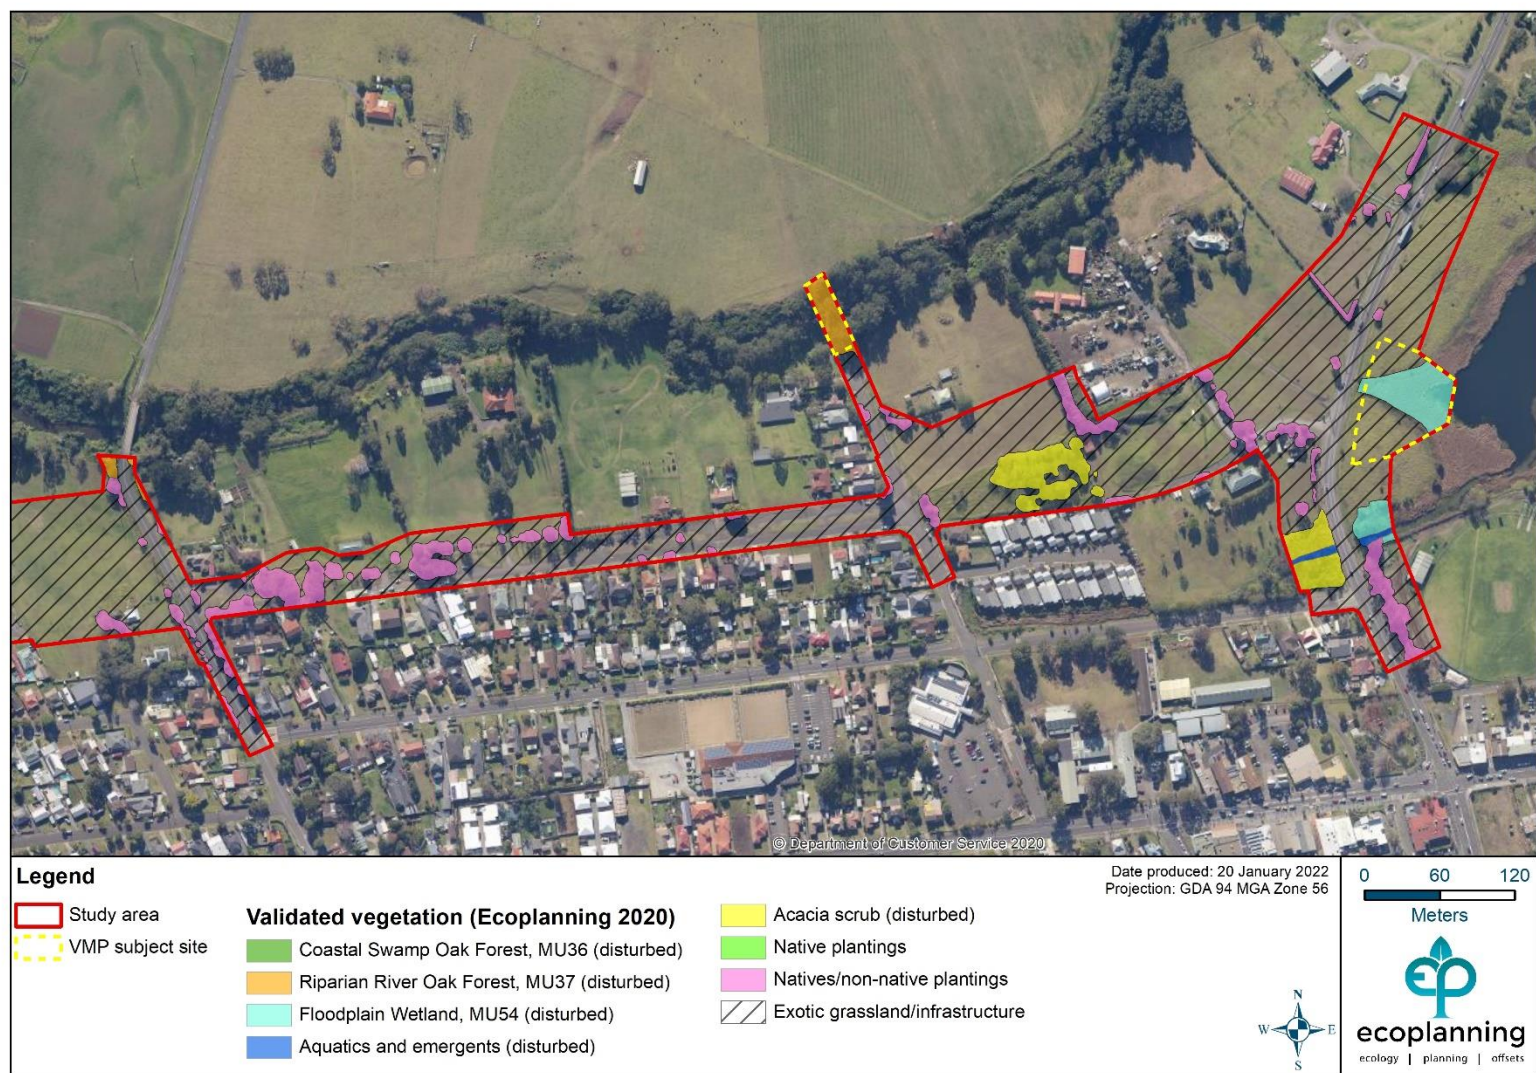 © Department of Customer Service 2020
Legend
Study area
VMP subject site
Validated vegetation (Ecoplanning 2020)
Coastal Swamp Oak Forest, MU36 (disturbed)
Riparian River Oak Forest, MU37 (disturbed)
Floodplain Wetland, MU54 (disturbed)
Aquatics and emergents (disturbed)
Acacia scrub (disturbed)
Native plantings
Natives/non-native plantings
Exotic grassland/infrastructure
Date produced: 20 January 2022
Projection: GDA 94 MGA Zone 56
N
W E
S
0 60 120
Meters
ep
ecoplanning
ecology | planning | offsets